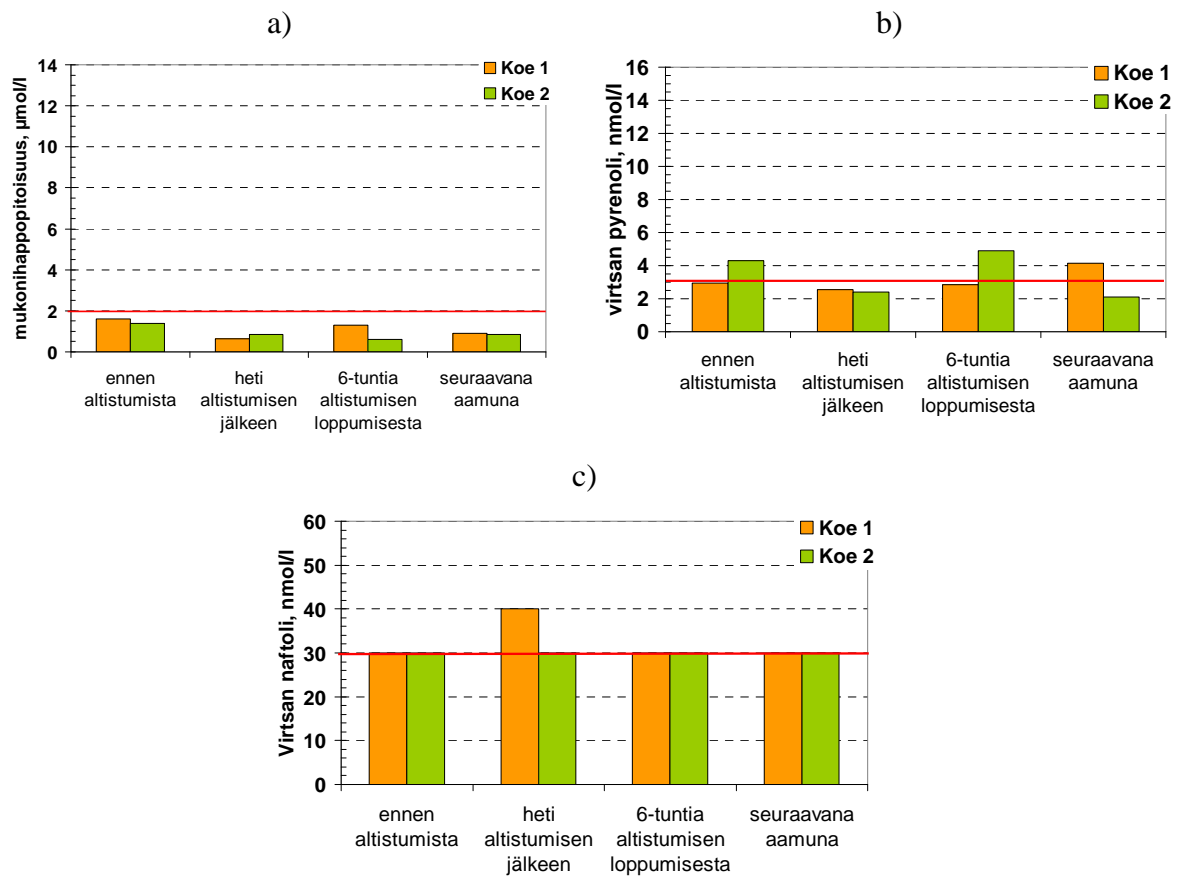 a)
mukonihappopitoisuus, µmol/l
14
12
10
8
6
4
2
0
Koe 1
Koe 2
ennen
altistumista
heti
altistumisen
jälkeen
6-tuntia
altistumisen
loppumisesta
seuraavana
aamuna
b)
virtsan pyrenoli, nmol/l
16
14
12
10
8
6
4
2
0
Koe 1
Koe 2
ennen
altistumista
heti
altistumisen
jälkeen
6-tuntia
altistumisen
loppumisesta
seuraavana
aamuna
c)
Virtsan naftoli, nmol/l
60
50
40
30
20
10
0
Koe 1
Koe 2
ennen
altistumista
heti
altistumisen
jälkeen
6-tuntia
altistumisen
loppumisesta
seuraavana
aamuna